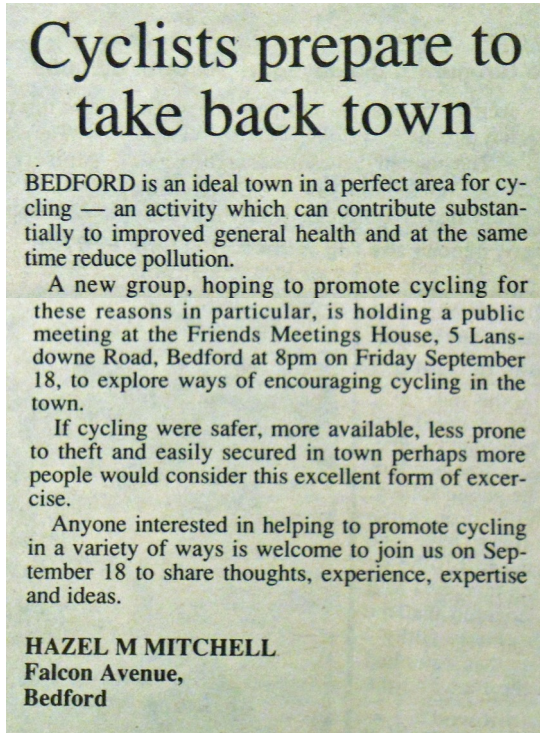 Cyclists prepare to
take back town
BEDFORD is an ideal town in a perfect area for cy-
cling — an activity which can contribute substan-
tially to improved general health and at the same
time reduce pollution.
A new group, hoping to promote cycling for
these reasons in particular, is holding a public
meeting at the Friends Meetings House, 5 Lans-
downe Road, Bedford at 8pm on Friday September
18, to explore ways of encouraging cycling in the
town.
If cycling were safer, more available, less prone
to theft and easily secured in town perhaps more
people would consider this excellent form of excer-
cise.
Anyone interested in helping to promote cycling
in a variety of ways is welcome to join us on Sep-
tember 18 to share thoughts, experience, expertise
and ideas.
HAZEL M MITCHELL
Falcon Avenue,
Bedford